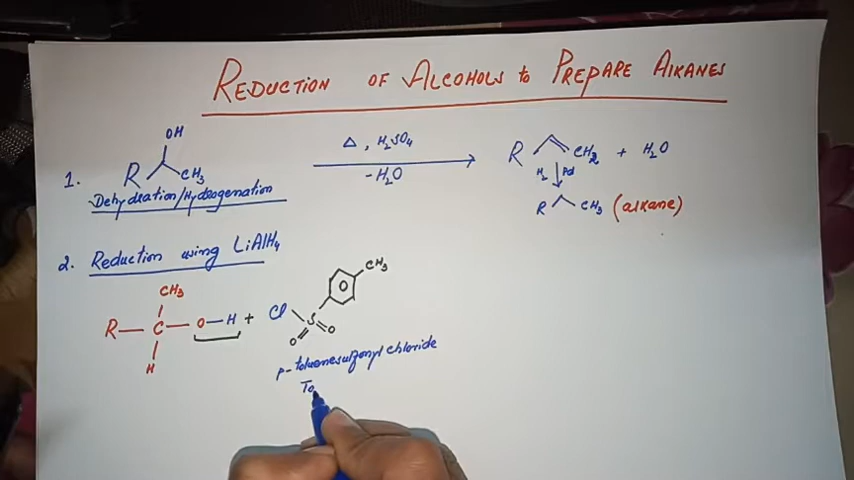 REDUCTION OF ALCOHOLS to PREPARE ALKANES
1.
OH
R CH3
Δ, H2SO4
-H2O
R CH2 + H2O
H2 Pd
R CH3 (alkane)
Dehydration/Hydrogenation
2. Reduction using LiAlH4
CH3
R — C — O — H + Cl S O O CH3
H
p-toluenesulfonyl chloride
To